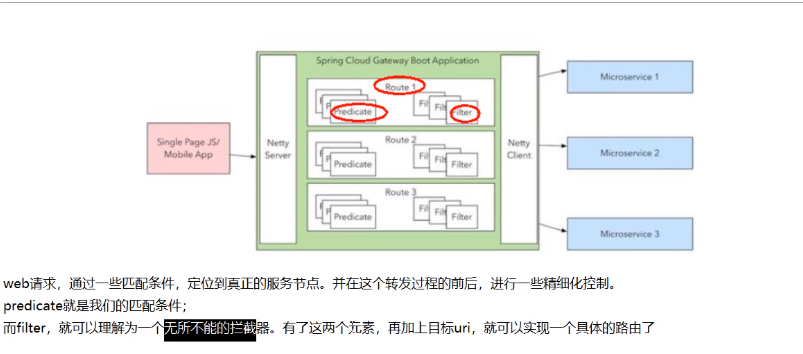 Spring Cloud Gateway Boot Application
Single Page JS/
Mobile App
Netty
Server
Route 1
Predicate
Filter
Route 2
Predicate
Filter
Route 3
Predicate
Filter
Netty
Client
Microservice 1
Microservice 2
Microservice 3
web请求，通过一些匹配条件，定位到真正的服务节点。并在这个转发过程的前后，进行一些精细化控制。
predicate就是我们的匹配条件；
而filter，就可以理解为一个无所不能的拦截器。有了这两个元素，再加上目标uri，就可以实现一个具体的路由了